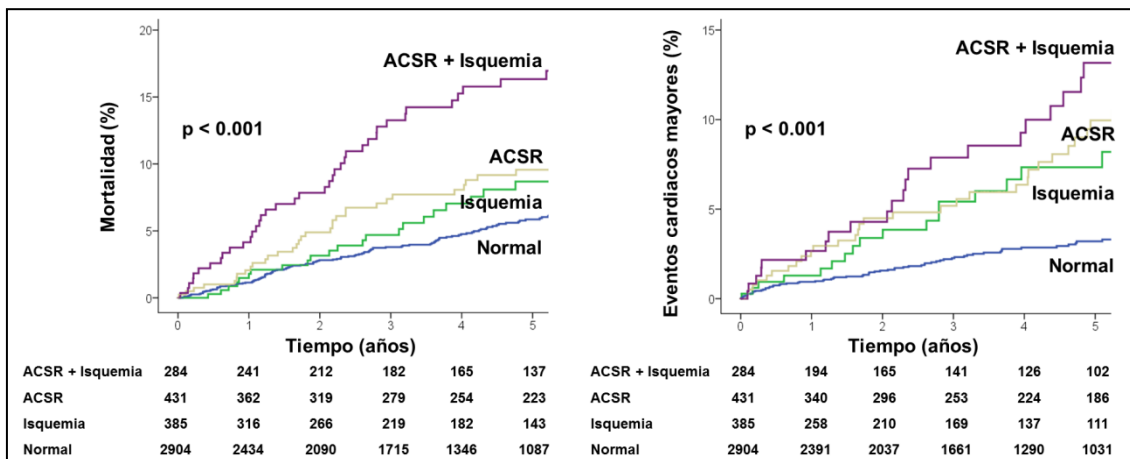 20
15
10
5
0
Mortalidad (%)
p < 0.001
ACSR + Isquemia
ACSR
Isquemia
Normal
0 1 2 3 4 5
Tiempo (años)
ACSR + Isquemia 284 241 212 182 165 137
ACSR 431 362 319 279 254 223
Isquemia 385 316 266 219 182 143
Normal 2904 2434 2090 1715 1346 1087
15
10
5
0
Eventos cardiacos mayores (%)
p < 0.001
ACSR + Isquemia
ACSR
Isquemia
Normal
0 1 2 3 4 5
Tiempo (años)
ACSR + Isquemia 284 194 165 141 126 102
ACSR 431 340 296 253 224 186
Isquemia 385 258 210 169 137 111
Normal 2904 2391 2037 1661 1290 1031